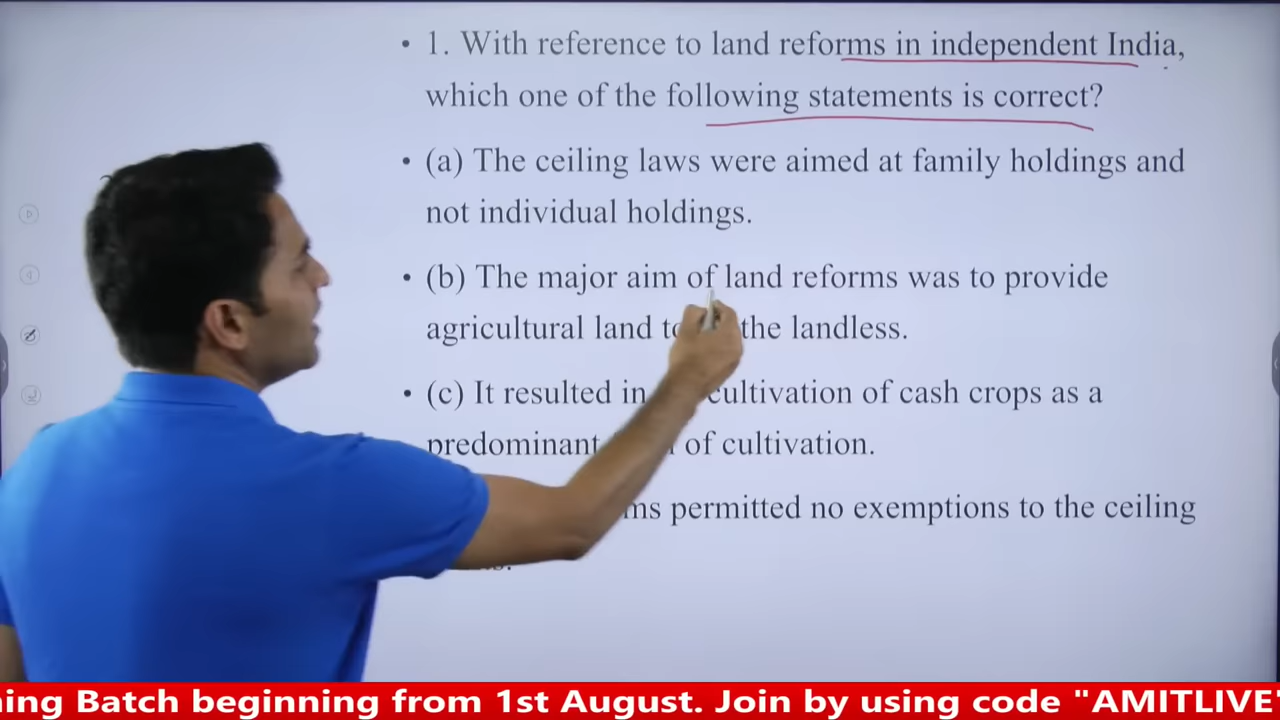 • 1. With reference to land reforms in independent India,
which one of the following statements is correct?
• (a) The ceiling laws were aimed at family holdings and
not individual holdings.
• (b) The major aim of land reforms was to provide
agricultural land to the landless.
• (c) It resulted in cultivation of cash crops as a
predominant of cultivation.
permitted no exemptions to the ceiling
Batch beginning from 1st August. Join by using code "AMITLIVE"